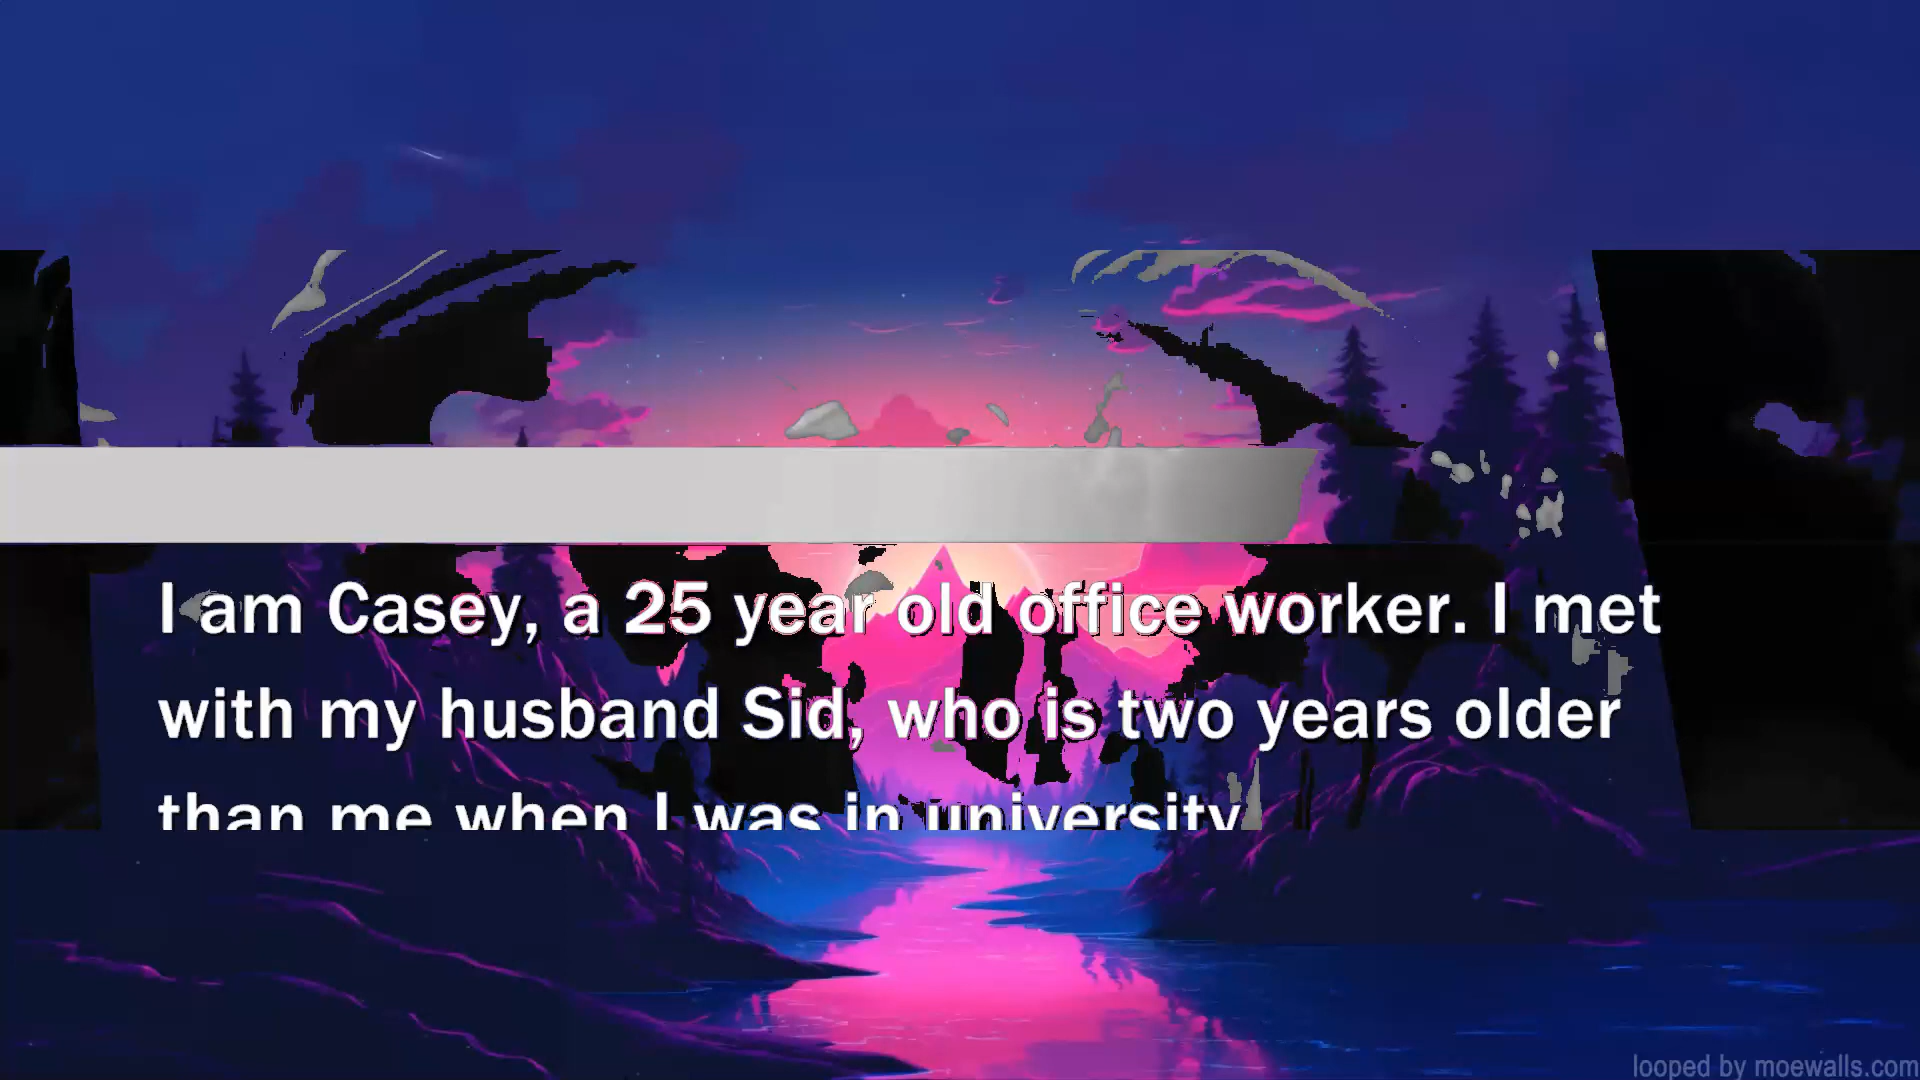 I am Casey, a 25 year old office worker. I met
with my husband Sid, who is two years older
than me when I was in university.
looped by moewalls.com